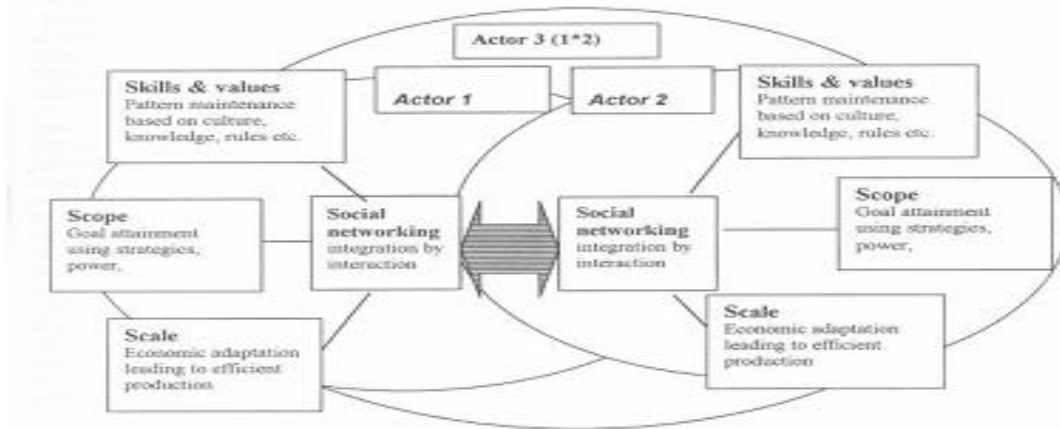 Actor 3 (1*2)
Skills & values
Pattern maintenance
based on culture,
knowledge, rules etc.
Actor 1
Actor 2
Skills & values
Pattern maintenance
based on culture,
knowledge, rules etc.
Scope
Goal attainment
using strategies,
power,
Social
networking
integration by
interaction
Social
networking
integration by
interaction
Scope
Goal attainment
using strategies,
power,
Scale
Economic adaptation
leading to efficient
production
Scale
Economic adaptation
leading to efficient
production